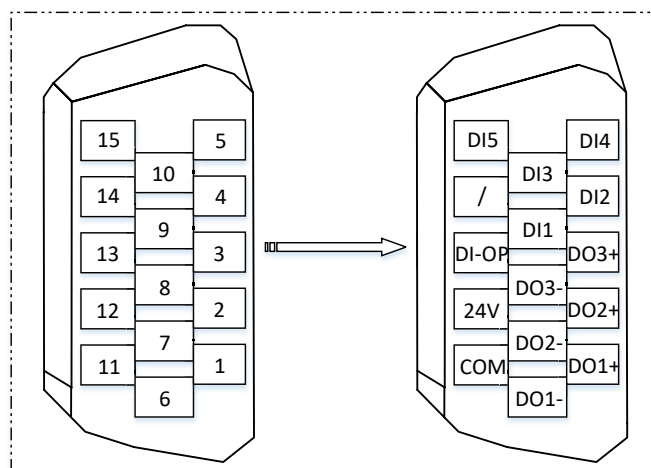 15
5
10
14
4
9
13
3
8
12
2
7
11
1
6
DI5
DI4
DI3
/
DI2
DI1
DI-OP
DO3+
DO3-
24V
DO2+
DO2-
COM
DO1+
DO1-